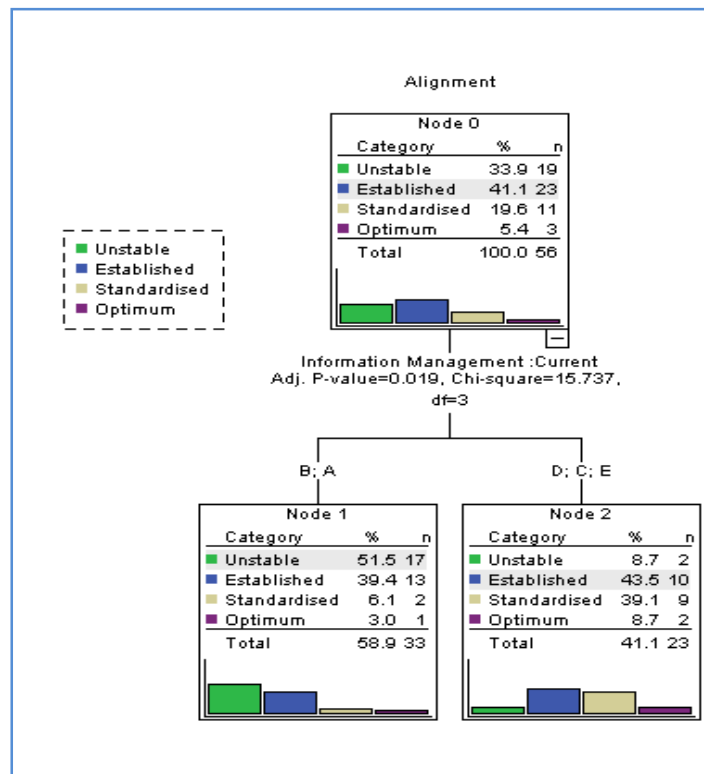 Alignment
Node 0
Category % n
Unstable 33.9 19
Established 41.1 23
Standardised 19.6 11
Optimum 5.4 3
Total 100.0 56
Unstable
Established
Standardised
Optimum
Information Management :Current
Adj. P-value=0.019, Chi-square=15.737,
df=3
B; A
D; C; E
Node 1
Category % n
Unstable 51.5 17
Established 39.4 13
Standardised 6.1 2
Optimum 3.0 1
Total 58.9 33
Node 2
Category % n
Unstable 8.7 2
Established 43.5 10
Standardised 39.1 9
Optimum 8.7 2
Total 41.1 23